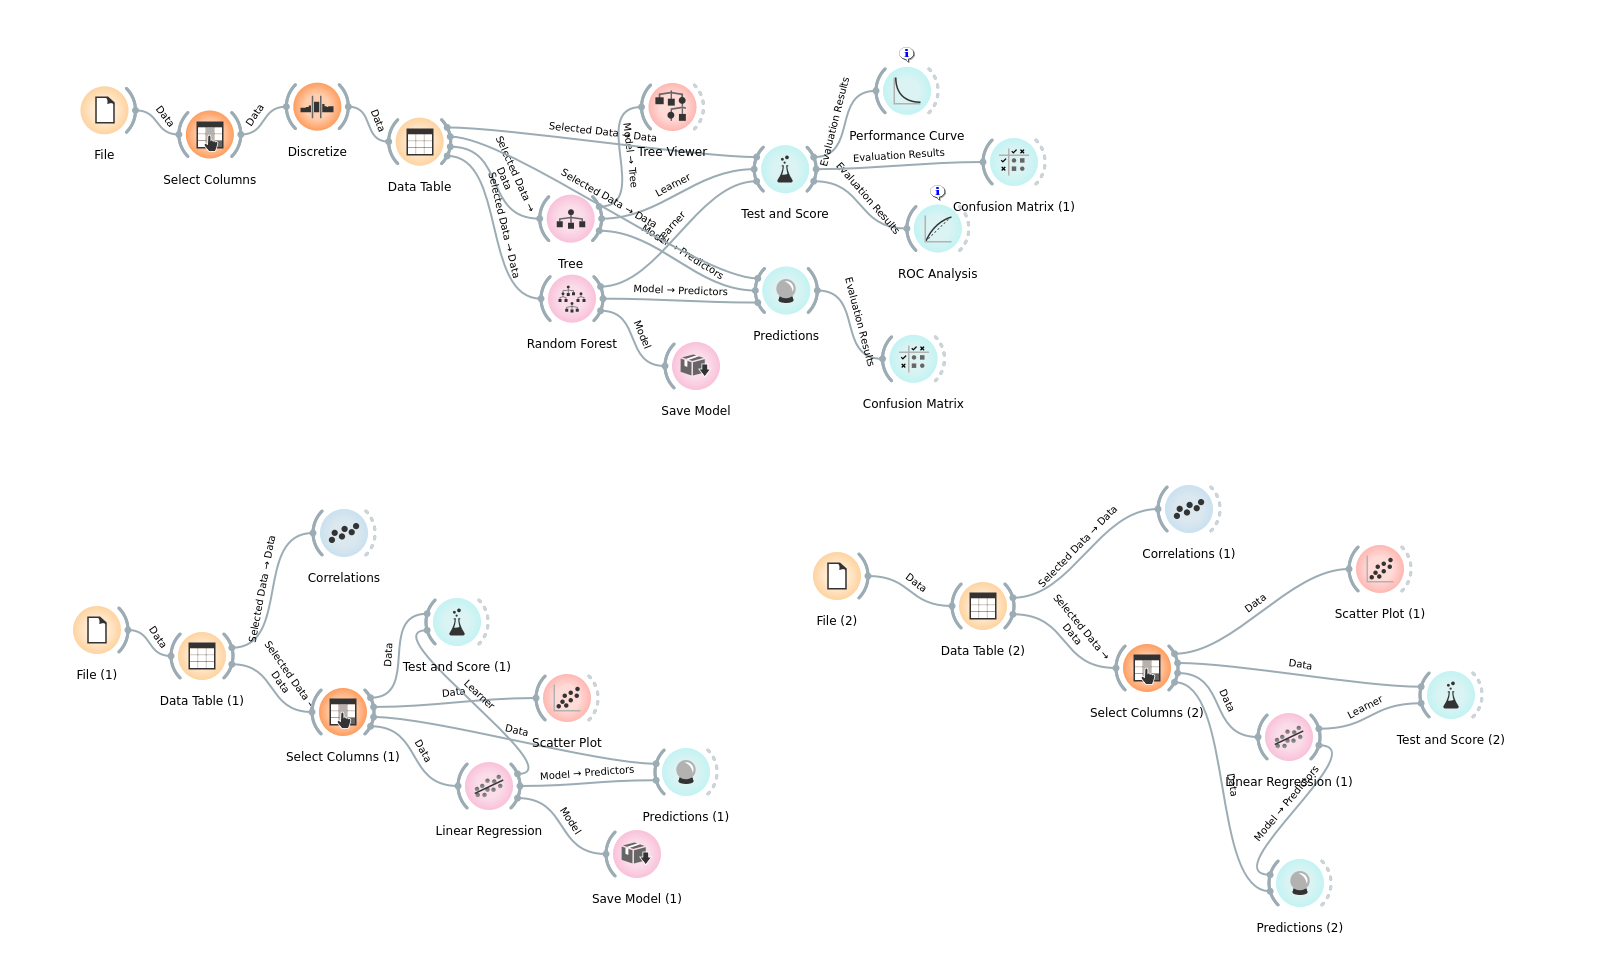 File
Data
Select Columns
Data
Discretize
Data
Data Table
Selected Data → Data
Selected Data →
Data
Selected Data → Data
Selected Data → Data
Model → Tree
Tree Viewer
Learner
Tree
Model → Predictors
Learner
Random Forest
Model → Predictors
Model
Save Model
Test and Score
Evaluation Results
Performance Curve
Evaluation Results
Confusion Matrix (1)
Evaluation Results
ROC Analysis
Predictions
Evaluation Results
Confusion Matrix
File (1)
Data
Data Table (1)
Selected Data → Data
Correlations
Selected Data
Data
Select Columns (1)
Data
Test and Score (1)
Data
Learner
Scatter Plot
Data
Data
Linear Regression
Model → Predictors
Predictions (1)
Model
Save Model (1)
File (2)
Data
Data Table (2)
Selected Data → Data
Correlations (1)
Selected Data →
Data
Select Columns (2)
Data
Scatter Plot (1)
Data
Test and Score (2)
Data
Learner
Linear Regression (1)
Data
Model → Predictors
Predictions (2)